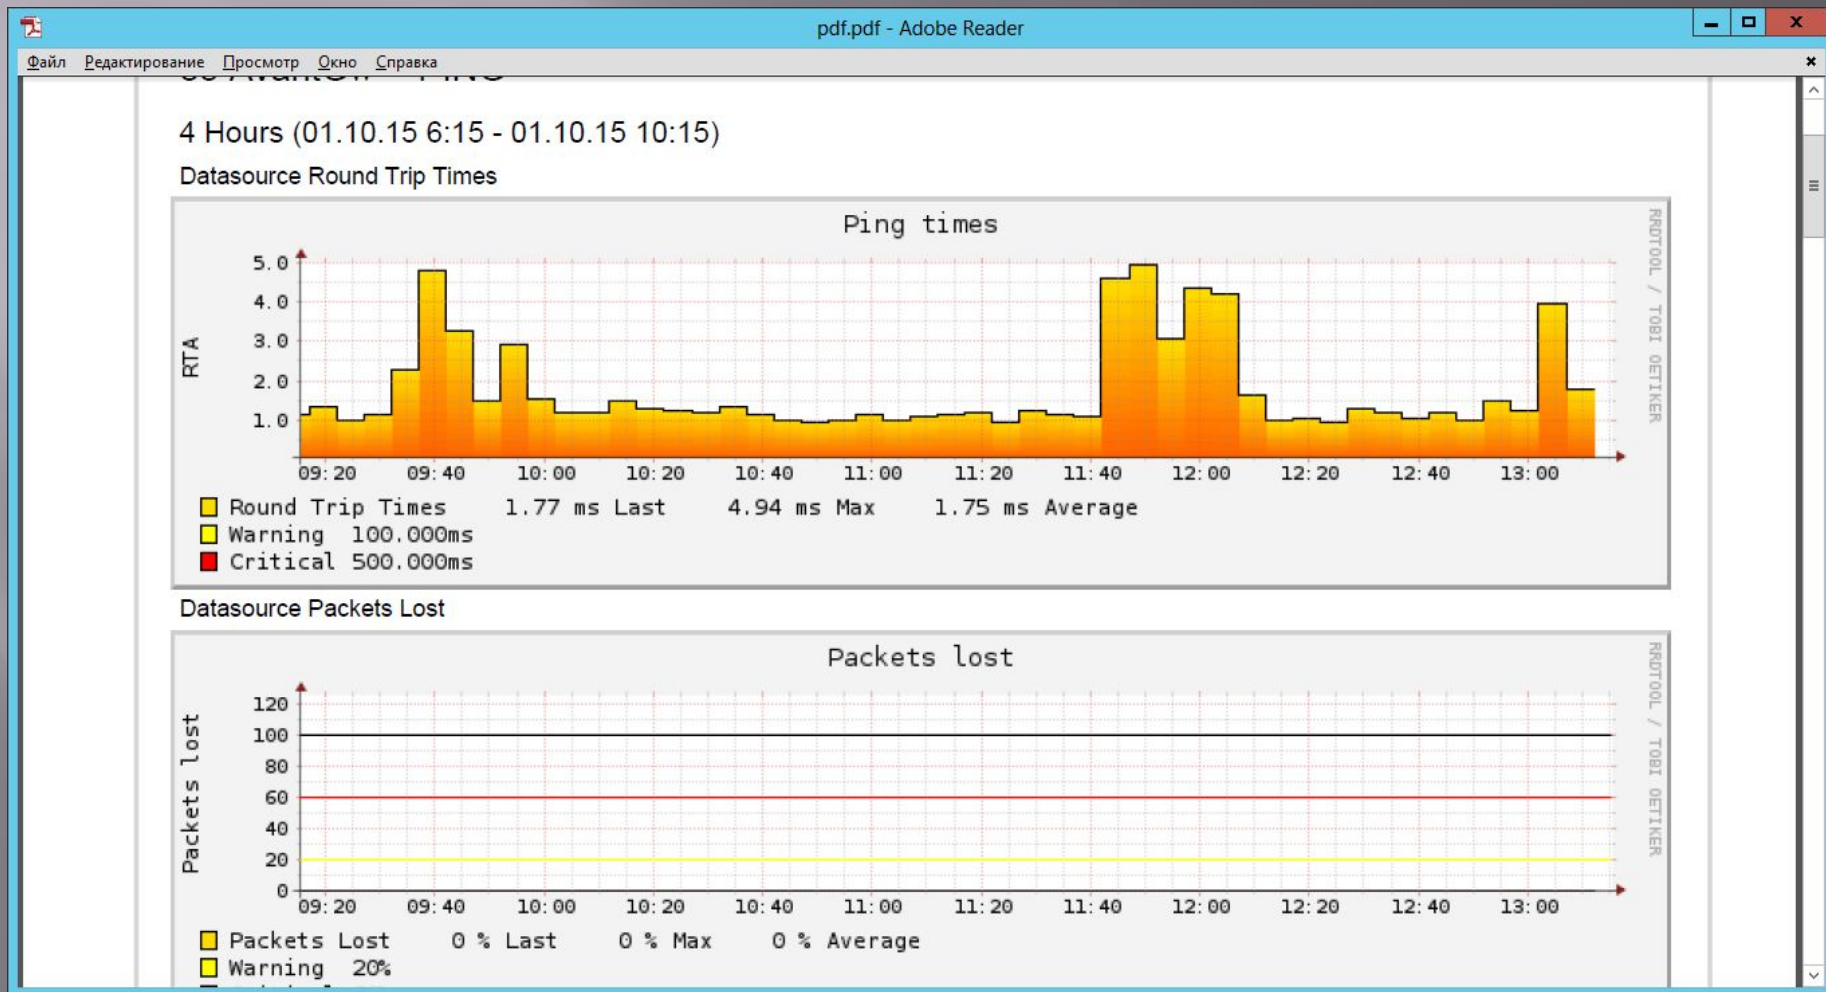 pdf.pdf - Adobe Reader
Файл Редактирование Просмотр Окно Справка
4 Hours (01.10.15 6:15 - 01.10.15 10:15)
Datasource Round Trip Times
Ping times
RRDTOOL / TOBI OETIKER
RTA
5.0
4.0
3.0
2.0
1.0
09:20 09:40 10:00 10:20 10:40 11:00 11:20 11:40 12:00 12:20 12:40 13:00
Round Trip Times 1.77 ms Last 4.94 ms Max 1.75 ms Average
Warning 100.000ms
Critical 500.000ms
Datasource Packets Lost
Packets lost
RRDTOOL / TOBI OETIKER
Packets lost
120
100
80
60
40
20
0
09:20 09:40 10:00 10:20 10:40 11:00 11:20 11:40 12:00 12:20 12:40 13:00
Packets Lost 0 % Last 0 % Max 0 % Average
Warning 20%